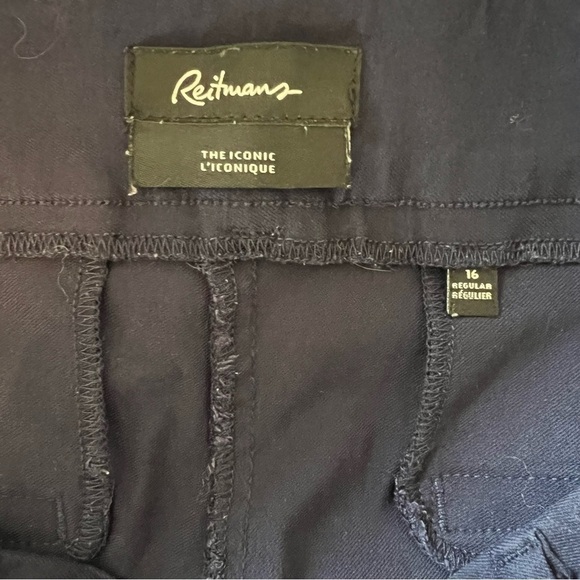 Reitmans
THE ICONIC
L'ICONIQUE
16
REGULAR
RÉGULIER